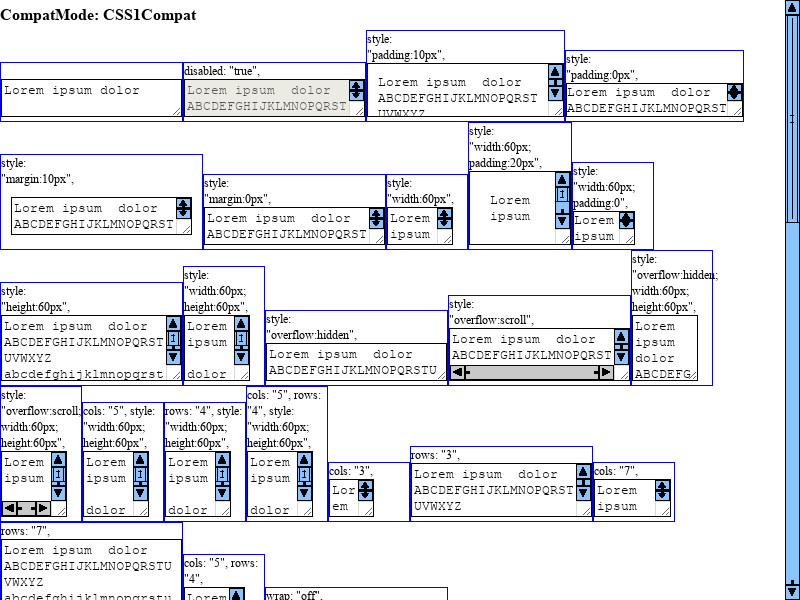 CompatMode: CSS1Compat
Lorem ipsum dolor
disabled: "true",
Lorem ipsum  dolor
ABCDEFGHIJKLMNOPQRST
style:
"padding:10px",
Lorem ipsum  dolor
ABCDEFGHIJKLMNOPQRST
UVWXYZ
style:
"padding:0px",
Lorem ipsum  dolor
ABCDEFGHIJKLMNOPQRST
style:
"margin:10px",
Lorem ipsum  dolor
ABCDEFGHIJKLMNOPQRST
style:
"margin:0px",
Lorem ipsum  dolor
ABCDEFGHIJKLMNOPQRST
style:
"width:60px",
Lorem
ipsum
style:
"width:60px;
padding:20px",
Lorem
ipsum
style:
"width:60px;
padding:0",
Lorem
ipsum
style:
"height:60px",
Lorem ipsum  dolor
ABCDEFGHIJKLMNOPQRST
UVWXYZ
abcdefghijklmnopqrst
style:
"width:60px;
height:60px",
Lorem
ipsum
dolor
style:
"overflow:hidden",
Lorem ipsum  dolor
ABCDEFGHIJKLMNOPQRSTU
style:
"overflow:scroll",
Lorem ipsum  dolor
ABCDEFGHIJKLMNOPQRST
style:
"overflow:hidden;
width:60px;
height:60px",
Lorem
ipsum
dolor
ABCDEFG
style:
"overflow:scroll;
width:60px;
height:60px",
Lorem
ipsum
cols: "5", style:
"width:60px;
height:60px",
Lorem
ipsum
dolor
rows: "4", style:
"width:60px;
height:60px",
Lorem
ipsum
dolor
cols: "5", rows:
"4", style:
"width:60px;
height:60px",
Lorem
ipsum
dolor
cols: "3",
Lor
em
rows: "3",
Lorem ipsum  dolor
ABCDEFGHIJKLMNOPQRST
UVWXYZ
cols: "7",
Lorem
ipsum
rows: "7",
Lorem ipsum  dolor
ABCDEFGHIJKLMNOPQRSTU
VWXYZ
abcdefghijklmnopqrstu
cols: "5", rows:
"4",
Lorem
wrap: "off",